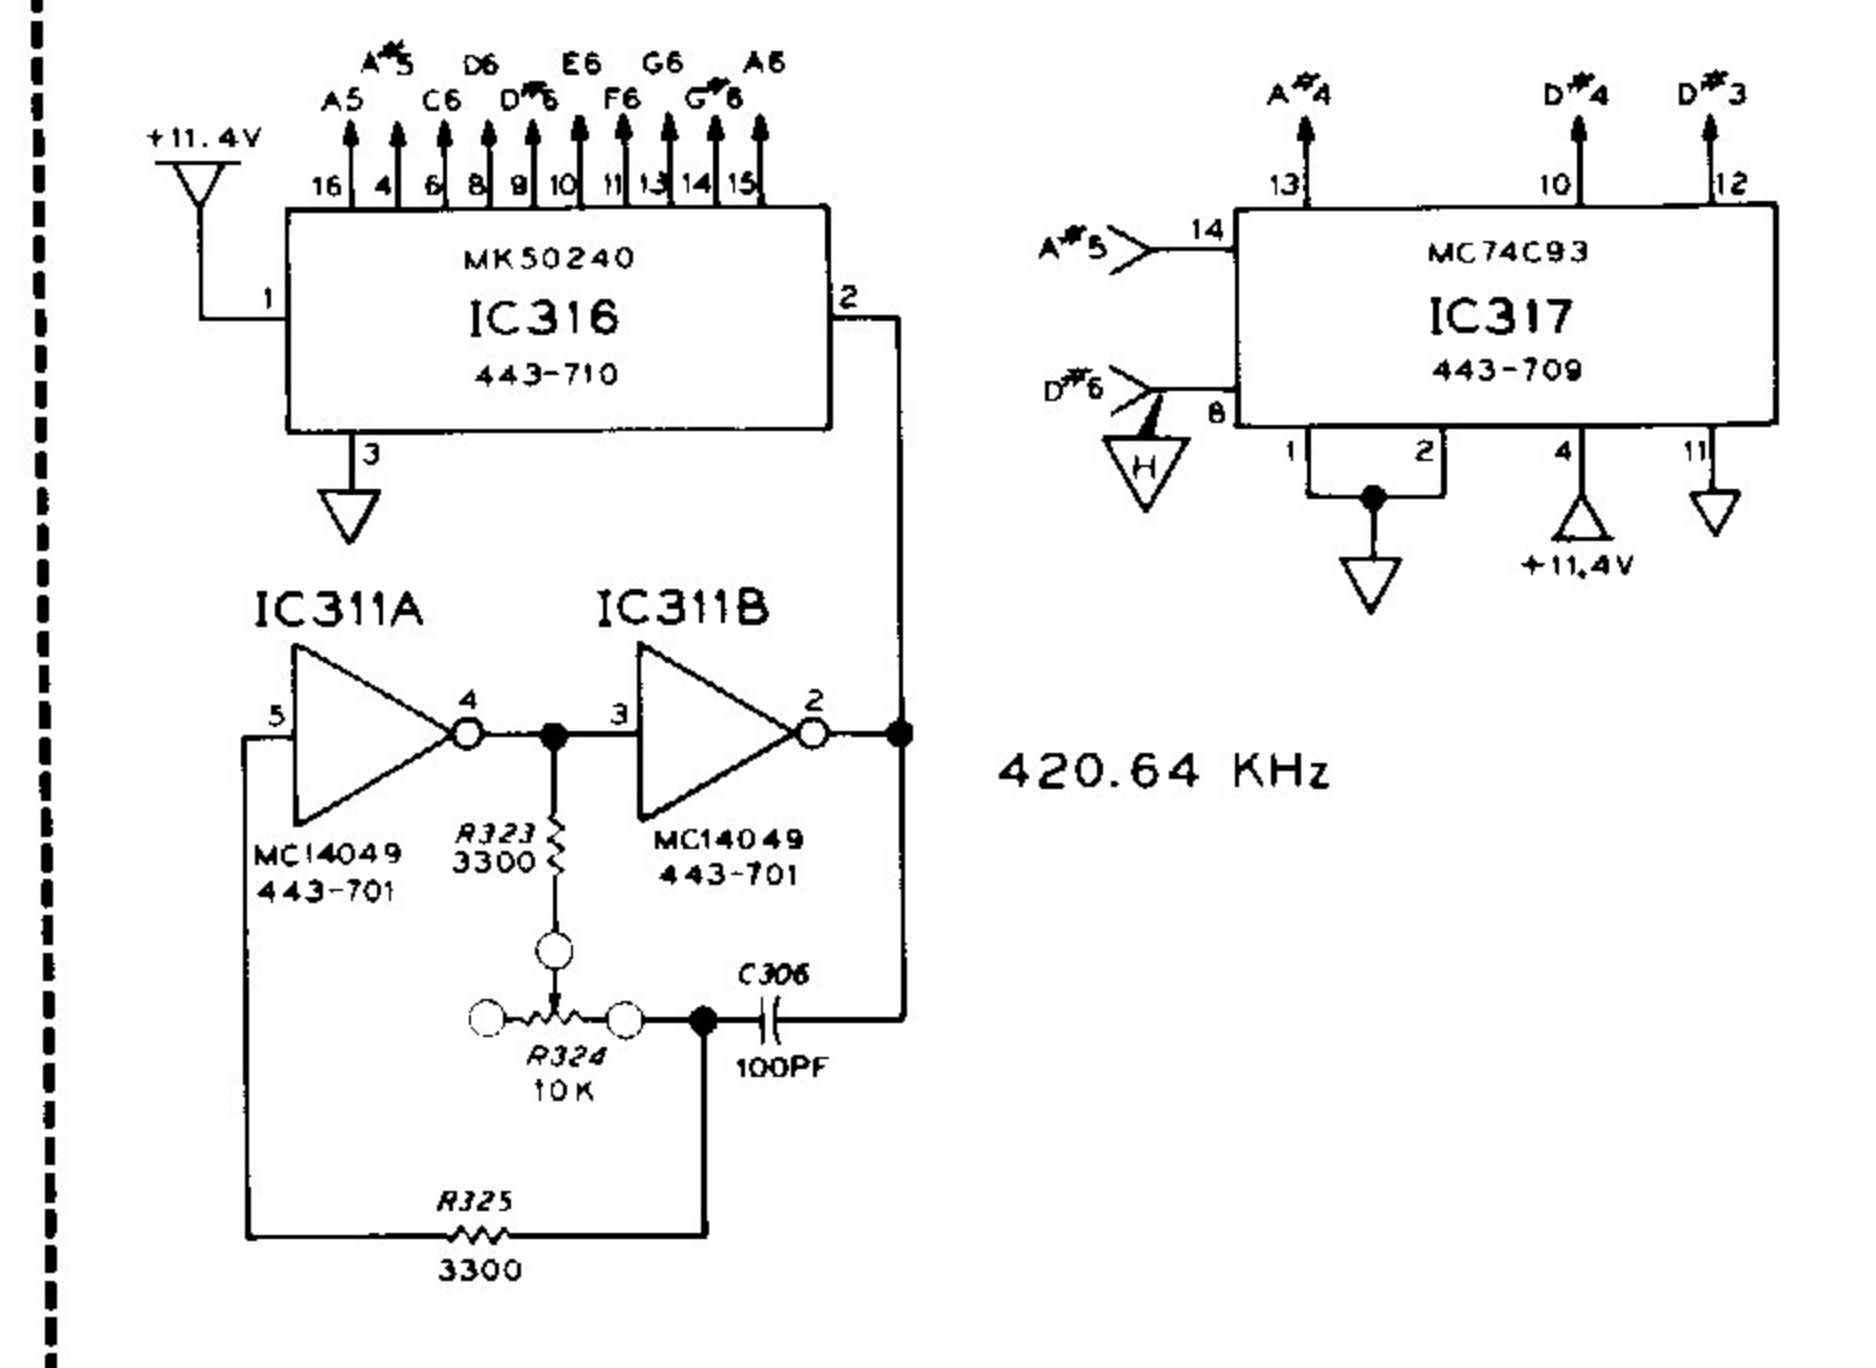 A#5 D6 E6 G6 A6
A5 C6 D#6 F6 G#6
+11.4V
16 4 6 8 9 10 11 13 14 15
1
MK50240
IC316
443-710
2
3
A#4 D#4 D#3
13 10 12
A#5
14
MC74C93
IC317
443-709
D#6
8
H
1 2 4 11
+11.4V
IC311A
5
4
MC14049
443-701
IC311B
3
2
MC14049
443-701
420.64 KHz
R323
3300
R324
10K
C306
100PF
R325
3300